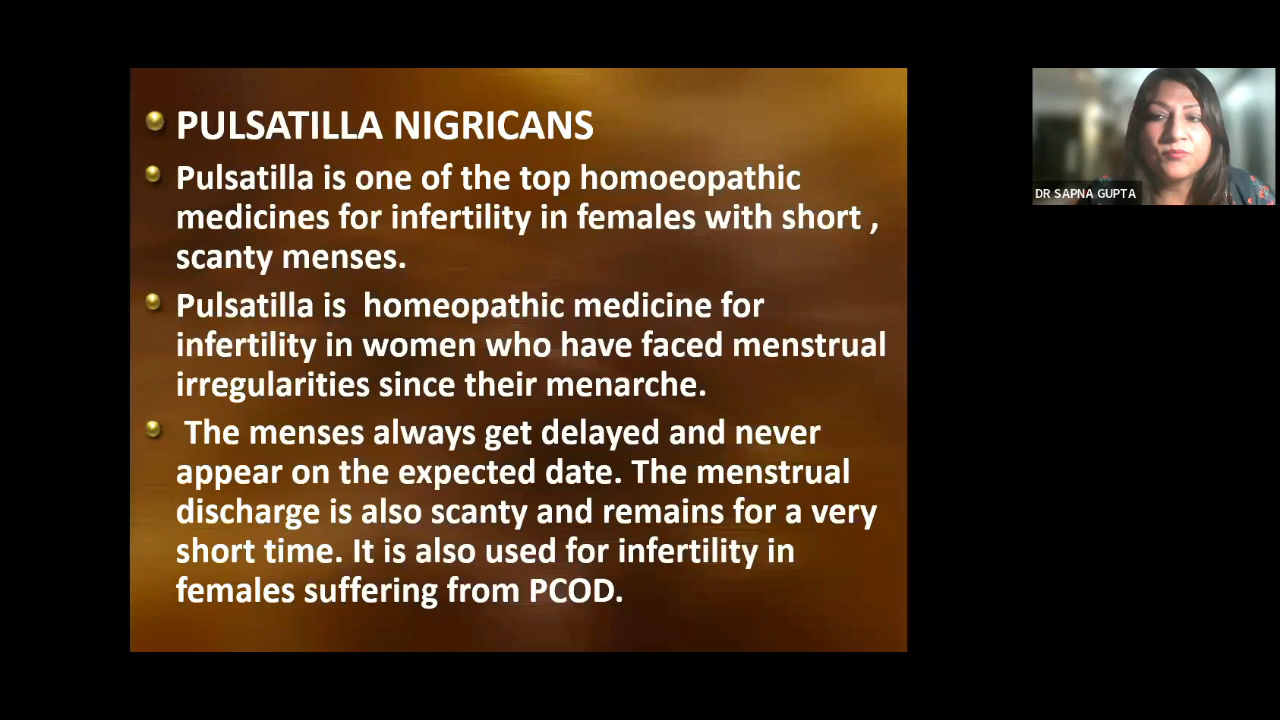 PULSATILLA NIGRICANS
Pulsatilla is one of the top homoeopathic
medicines for infertility in females with short ,
scanty menses.
Pulsatilla is  homeopathic medicine for
infertility in women who have faced menstrual
irregularities since their menarche.
The menses always get delayed and never
appear on the expected date. The menstrual
discharge is also scanty and remains for a very
short time. It is also used for infertility in
females suffering from PCOD.
DR SAPNA GUPTA